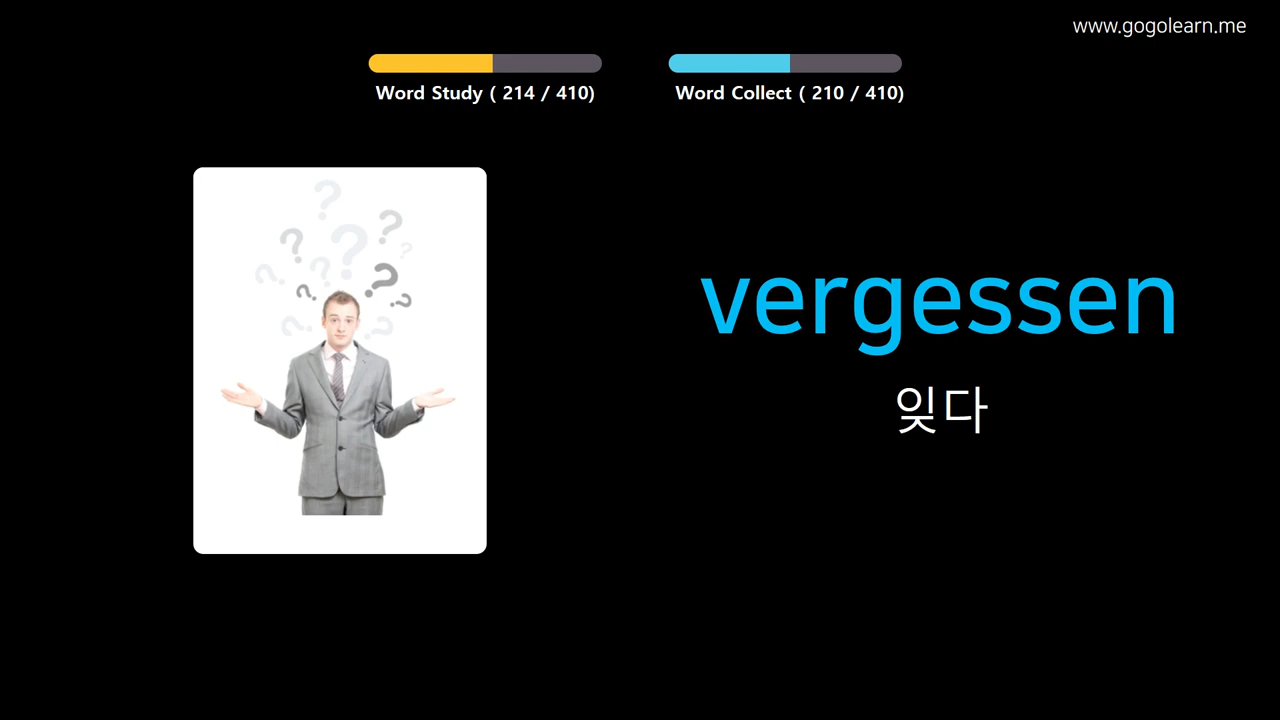 www.gogolearn.me
Word Study ( 214 / 410)
Word Collect ( 210 / 410)
vergessen
잊다